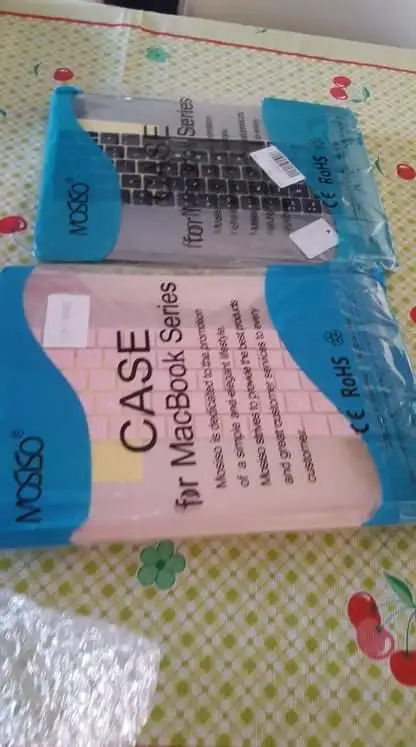 MOSISO
CASE
for MacBook Series
CE RoHS
MOSISO®
CASE
for MacBook Series
Mosiso is dedicated to the promotion
of a simple and elegant lifestyle.
Mosiso strives to provide the best products
and great customer services to every
customer.
CE RoHS